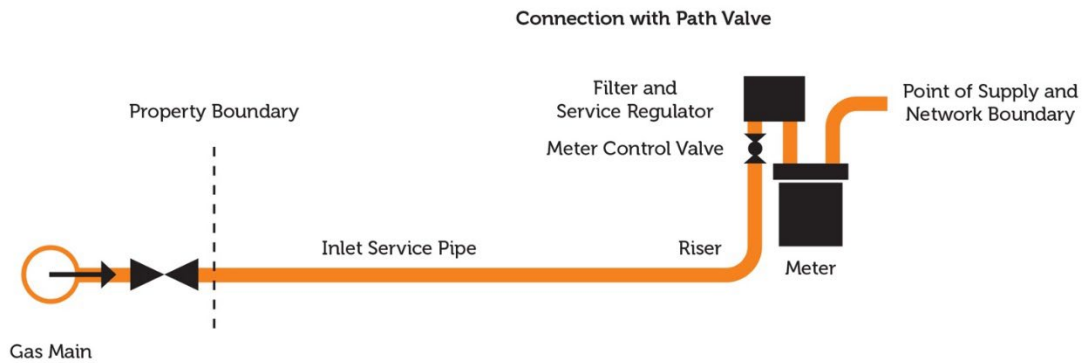 Connection with Path Valve
Filter and
Service Regulator
Point of Supply and
Network Boundary
Property Boundary
Meter Control Valve
Inlet Service Pipe
Riser
Meter
Gas Main